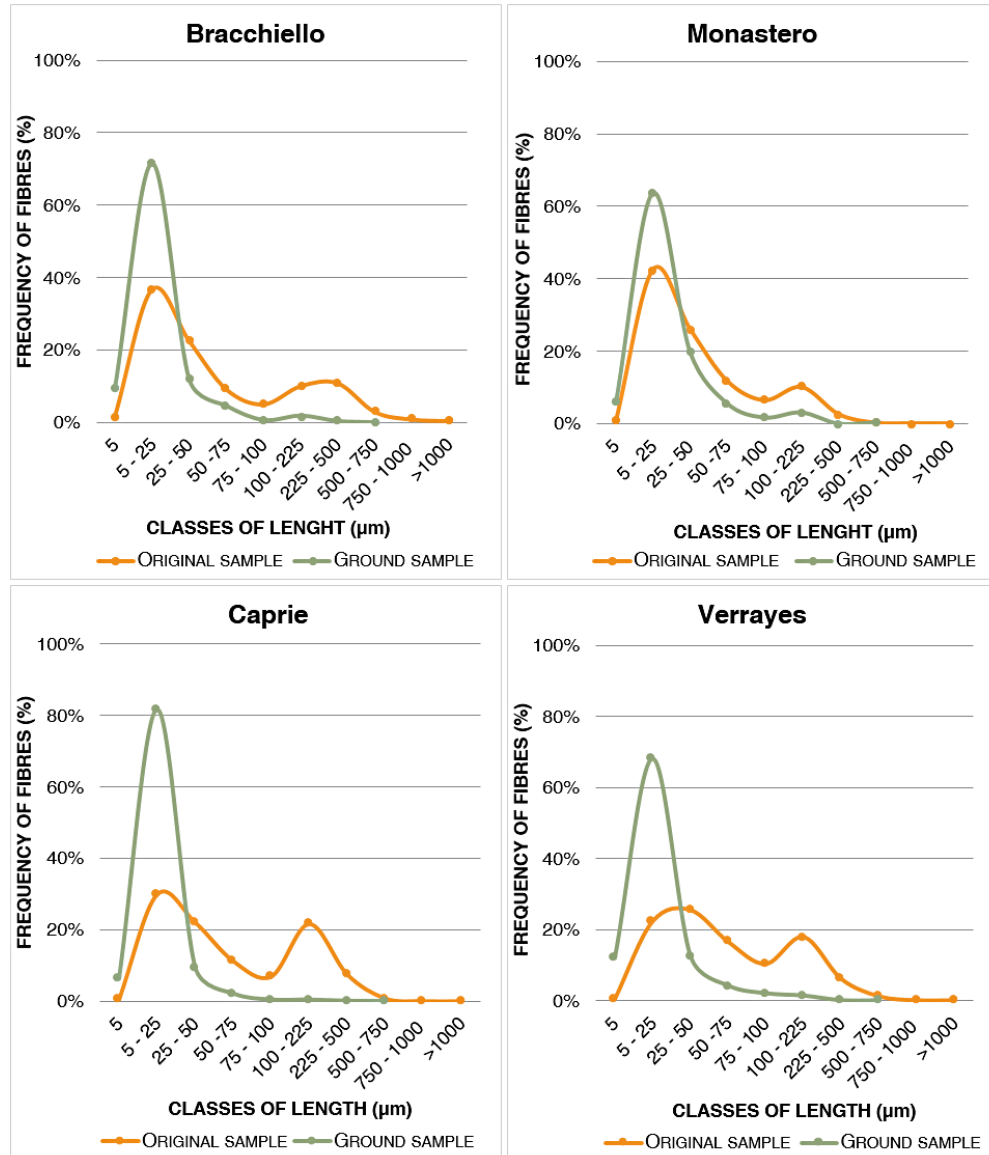 Bracchiello
100%
80%
60%
40%
20%
0%
FREQUENCY OF FIBRES (%)
5
5 - 25
25 - 50
50 -75
75 - 100
100 - 225
225 - 500
500 - 750
750 - 1000
>1000
CLASSES OF LENGHT (µm)
ORIGINAL SAMPLE GROUND SAMPLE
Monastero
100%
80%
60%
40%
20%
0%
FREQUENCY OF FIBRES (%)
5
5 - 25
25 - 50
50 -75
75 - 100
100 - 225
225 - 500
500 - 750
750 - 1000
>1000
CLASSES OF LENGHT (µm)
ORIGINAL SAMPLE GROUND SAMPLE
Caprie
100%
80%
60%
40%
20%
0%
FREQUENCY OF FIBRES (%)
5
5 - 25
25 - 50
50 -75
75 - 100
100 - 225
225 - 500
500 - 750
750 - 1000
>1000
CLASSES OF LENGTH (µm)
ORIGINAL SAMPLE GROUND SAMPLE
Verrayes
100%
80%
60%
40%
20%
0%
FREQUENCY OF FIBRES (%)
5
5 - 25
25 - 50
50 -75
75 - 100
100 - 225
225 - 500
500 - 750
750 - 1000
>1000
CLASSES OF LENGTH (µm)
ORIGINAL SAMPLE GROUND SAMPLE